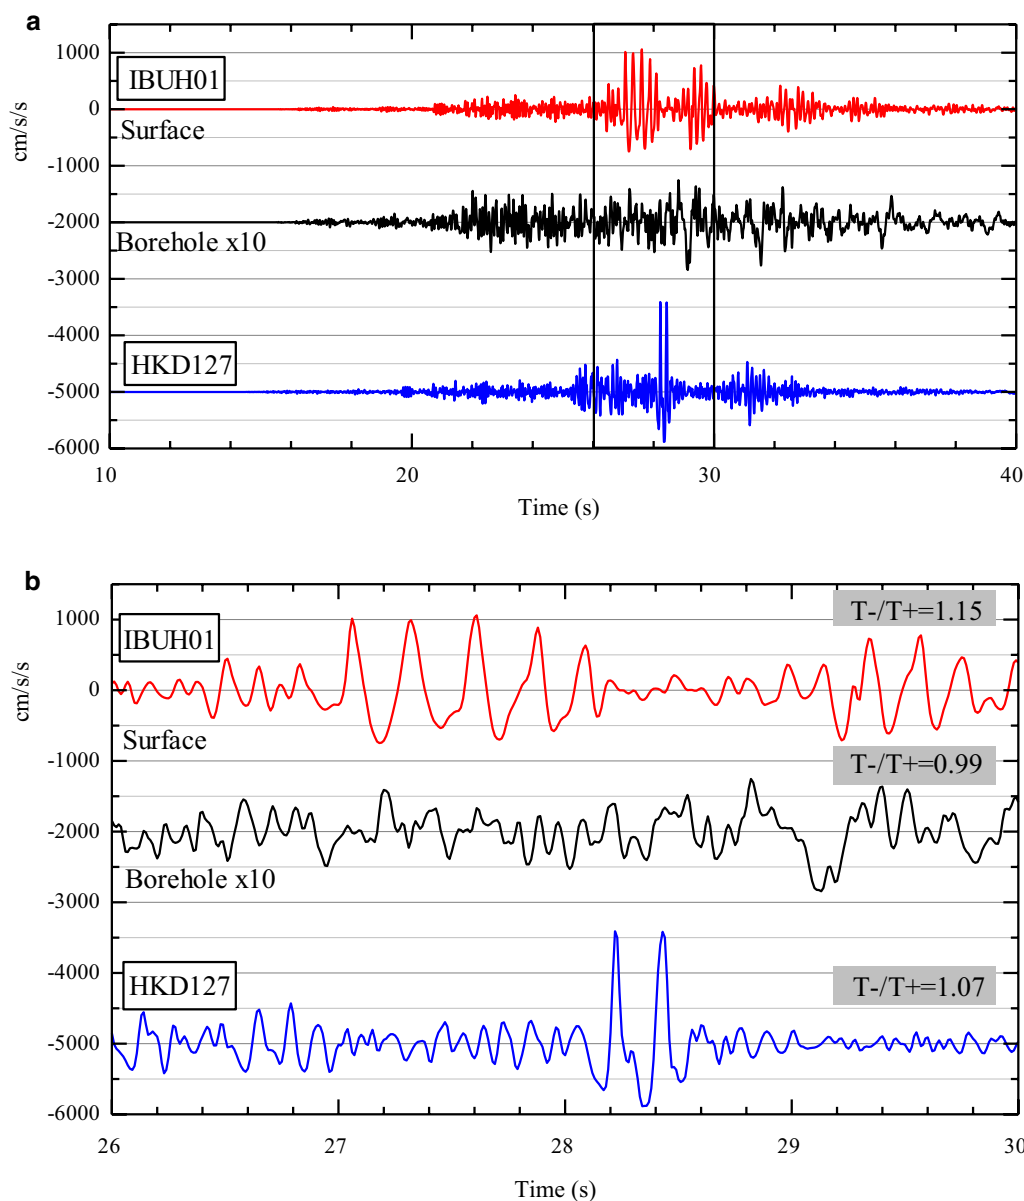 a
cm/s/s
1000
0
-1000
-2000
-3000
-4000
-5000
-6000
IBUH01
Surface
Borehole x10
HKD127
10
20
30
40
Time (s)
b
cm/s/s
1000
0
-1000
-2000
-3000
-4000
-5000
-6000
IBUH01
T-/T+=1.15
Surface
T-/T+=0.99
Borehole x10
HKD127
T-/T+=1.07
26
27
28
29
30
Time (s)